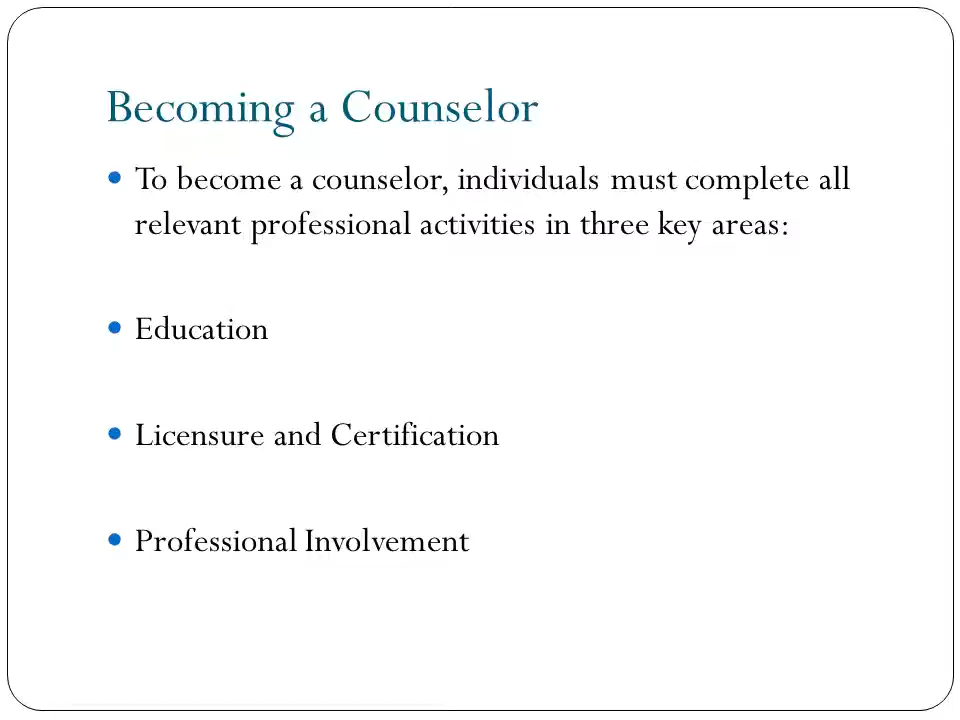 Becoming a Counselor
• To become a counselor, individuals must complete all
relevant professional activities in three key areas:
• Education
• Licensure and Certification
• Professional Involvement